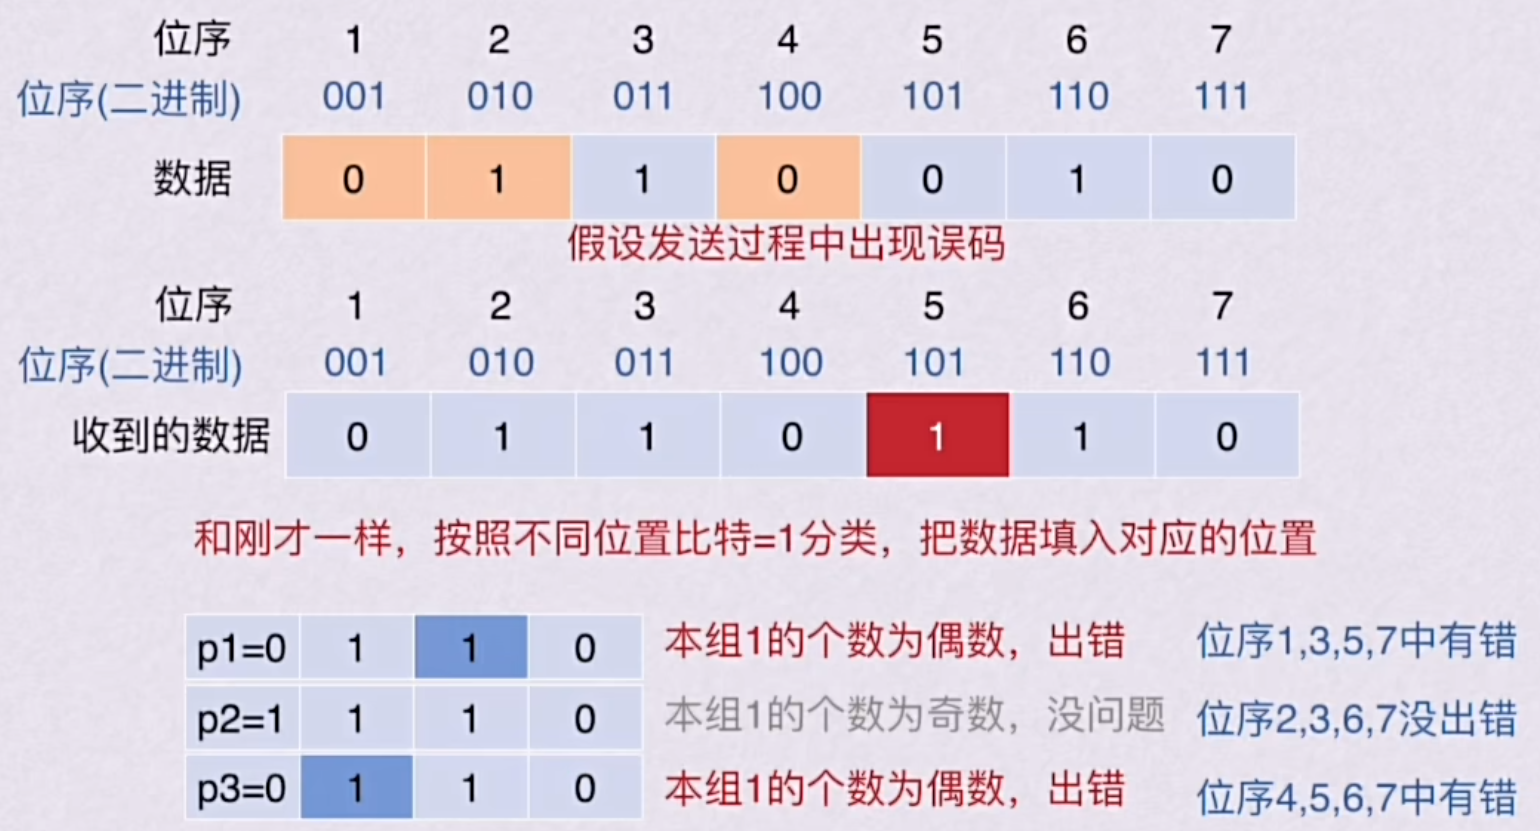 位序 1 2 3 4 5 6 7
位序(二进制) 001 010 011 100 101 110 111
数据 0 1 1 0 0 1 0
假设发送过程中出现误码
位序 1 2 3 4 5 6 7
位序(二进制) 001 010 011 100 101 110 111
收到的数据 0 1 1 0 1 1 0
和刚才一样，按照不同位置比特=1分类，把数据填入对应的位置
p1=0 1 1 0 本组1的个数为偶数，出错 位序1,3,5,7中有错
p2=1 1 1 0 本组1的个数为奇数，没问题 位序2,3,6,7没出错
p3=0 1 1 0 本组1的个数为偶数，出错 位序4,5,6,7中有错